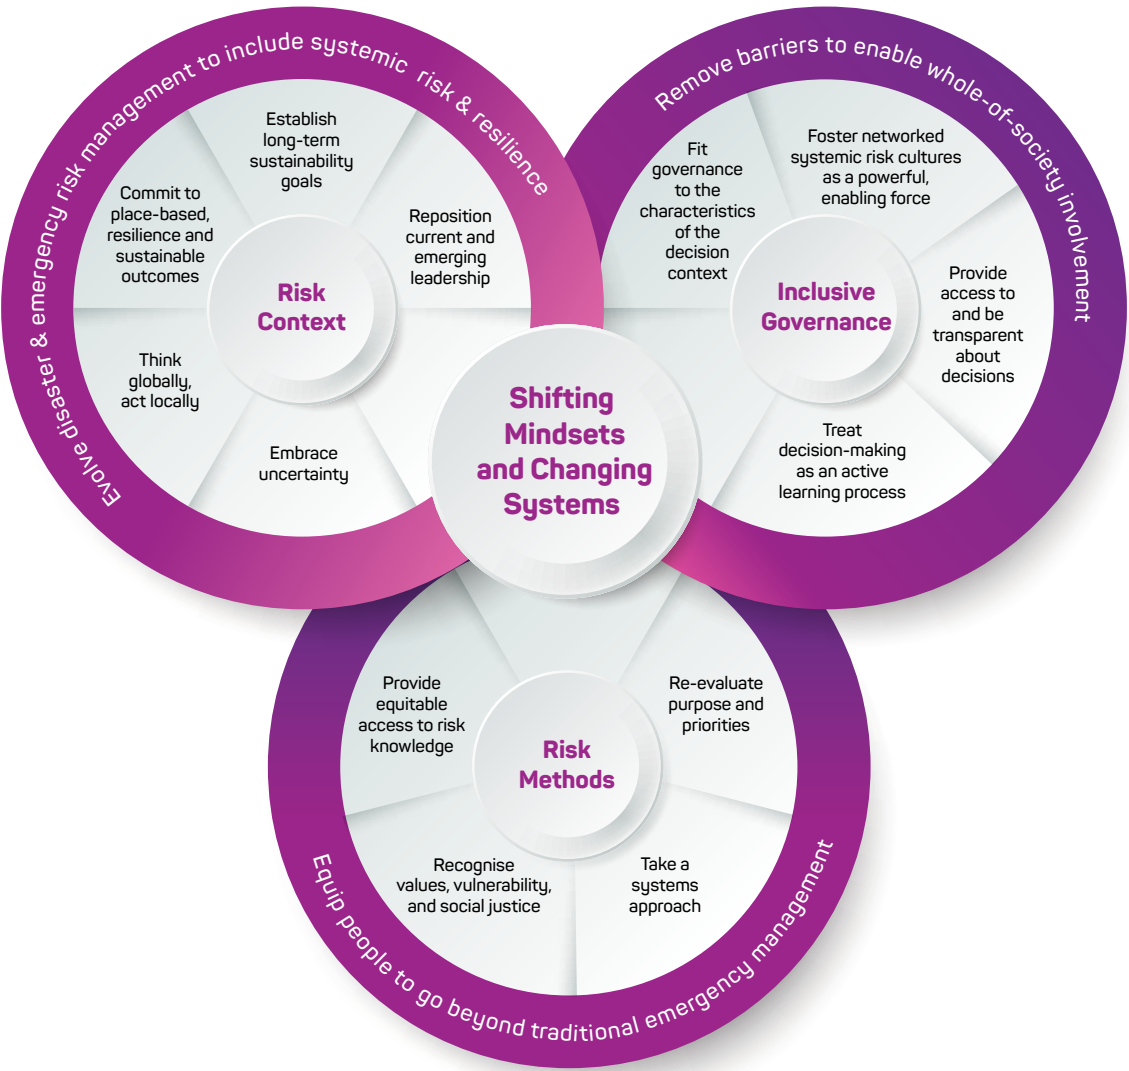 Evolve disaster & emergency risk management to include systemic risk & resilience
Establish
long-term
sustainability
goals
Commit to
place-based,
resilience and
sustainable
outcomes
Reposition
current and
emerging
leadership
Risk
Context
Think
globally,
act locally
Embrace
uncertainty
Remove barriers to enable whole-of-society involvement
Fit
governance
to the
characteristics
of the
decision
context
Foster networked
systemic risk cultures
as a powerful,
enabling force
Inclusive
Governance
Provide
access to
and be
transparent
about
decisions
Treat
decision-making
as an active
learning process
Shifting
Mindsets
and Changing
Systems
Provide
equitable
access to risk
knowledge
Re-evaluate
purpose and
priorities
Risk
Methods
Recognise
values, vulnerability,
and social justice
Take a
systems
approach
Equip people to go beyond traditional emergency management